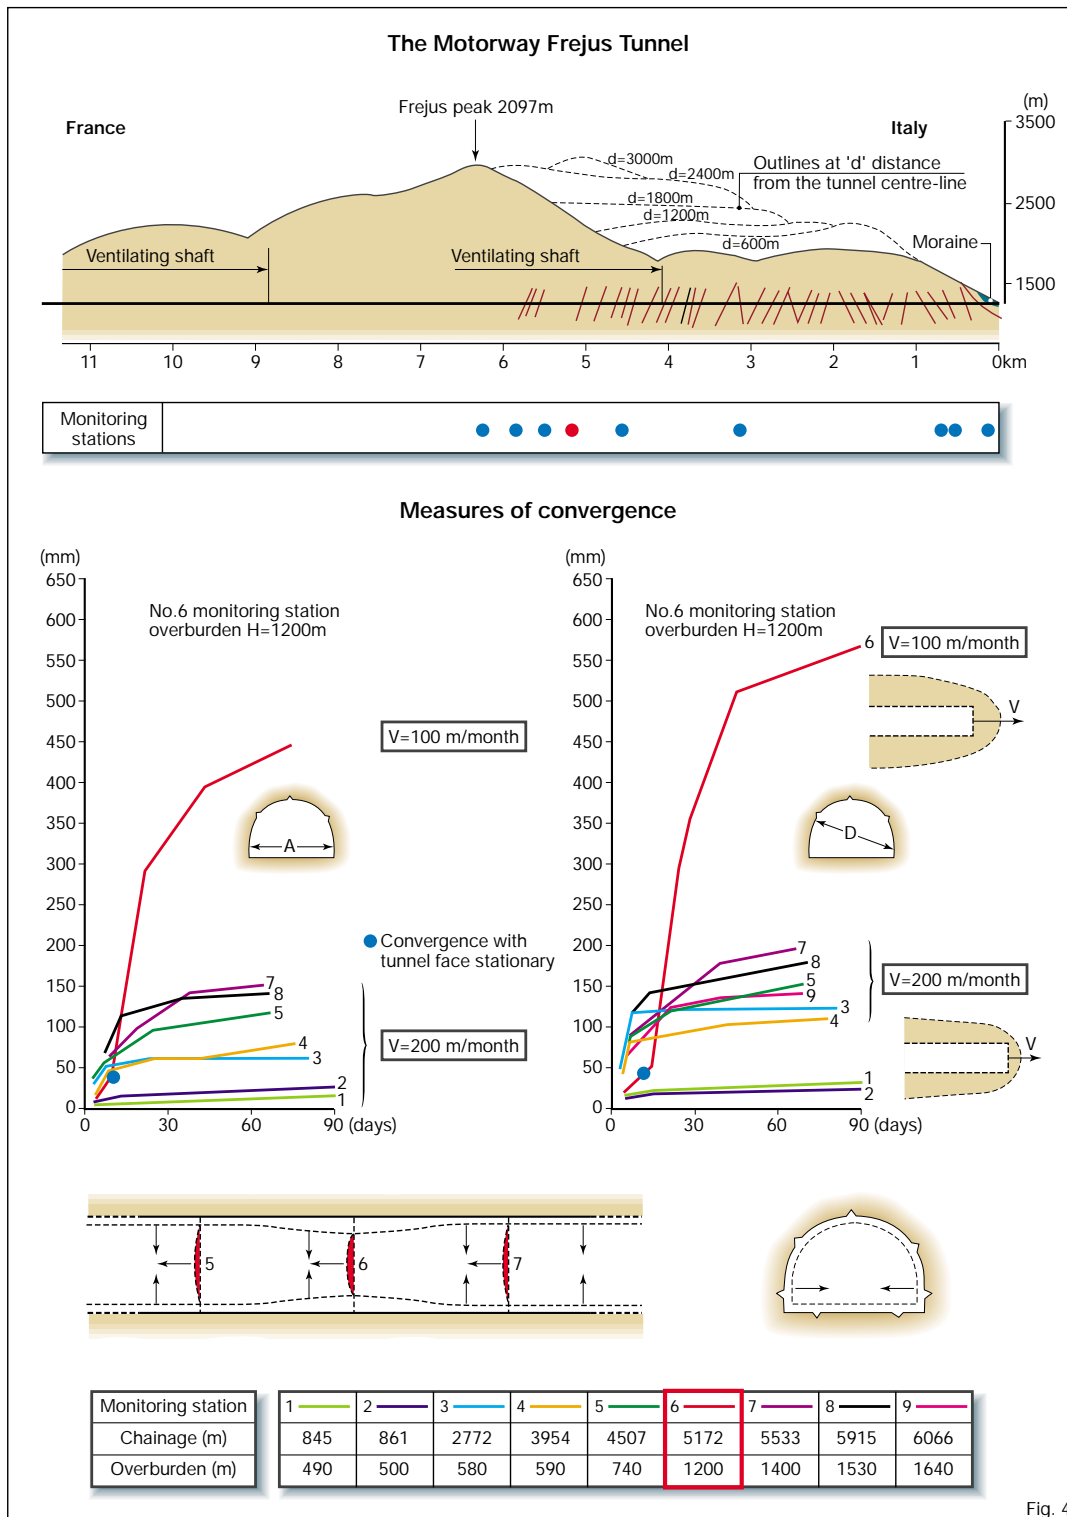 The Motorway Frejus Tunnel
Frejus peak 2097m
(m)
France
Italy
3500
d=3000m
d=2400m
Outlines at 'd' distance
from the tunnel centre-line
d=1800m
2500
d=1200m
d=600m
Moraine
Ventilating shaft
Ventilating shaft
1500
11 10 9 8 7 6 5 4 3 2 1 0km
Monitoring
stations
Measures of convergence
(mm)
650
600
550
500
450
400
350
300
250
200
150
100
50
0
No.6 monitoring station
overburden H=1200m
V=100 m/month
A
Convergence with
tunnel face stationary
7
8
5
4
3
2
1
V=200 m/month
0 30 60 90 (days)
(mm)
650
600
550
500
450
400
350
300
250
200
150
100
50
0
No.6 monitoring station
overburden H=1200m
6
V=100 m/month
V
D
7
8
5
9
3
4
1
2
V=200 m/month
V
0 30 60 90 (days)
5 6 7
Monitoring station 1 2 3 4 5 6 7 8 9
Chainage (m) 845 861 2772 3954 4507 5172 5533 5915 6066
Overburden (m) 490 500 580 590 740 1200 1400 1530 1640
Fig. 4